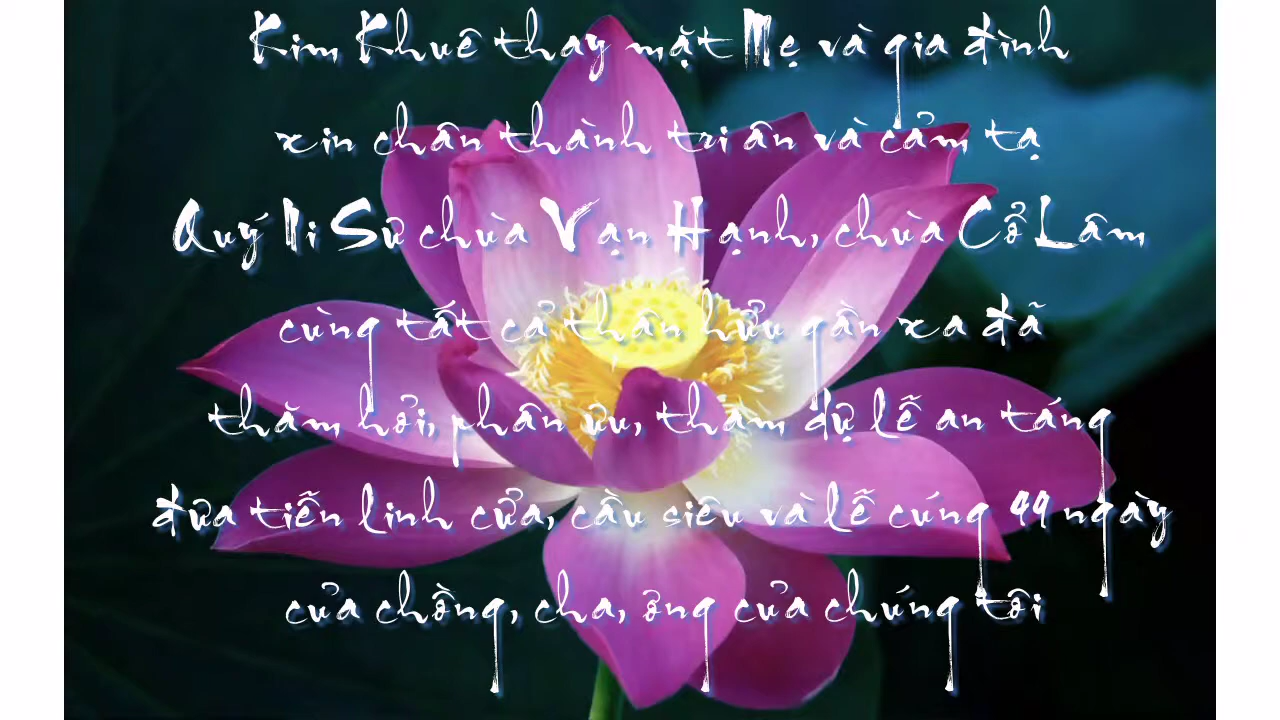 Kim Khuê thay mặt Mẹ và gia đình
xin chân thành tri ân và cảm tạ
Quý Ni Sư chùa Vạn Hạnh, chùa Cổ Lâm
cùng tất cả thân hữu gần xa đã
thăm hỏi, phân ưu, tham dự lễ an táng
đưa tiễn linh cửa, cầu siêu và lễ cúng 49 ngày
của chồng, cha, ông của chúng tôi